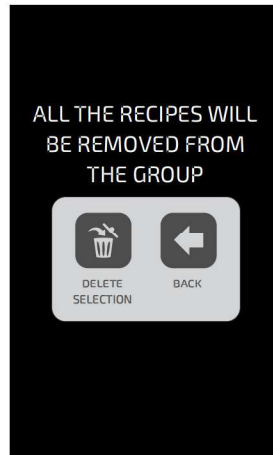 ALL THE RECIPES WILL
BE REMOVED FROM
THE GROUP
DELETE
SELECTION
BACK